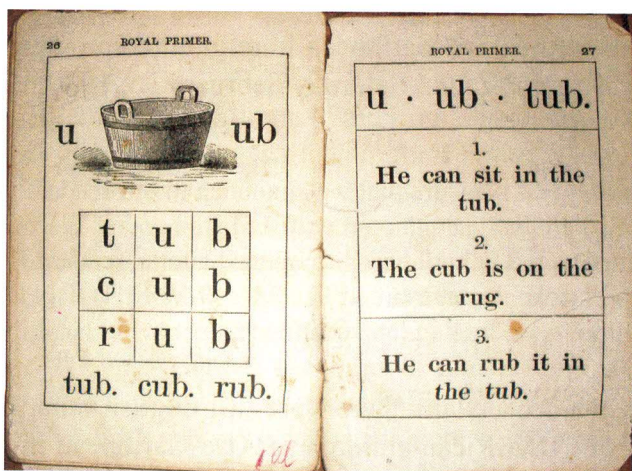 26 ROYAL PRIMER.
u ub
t u b
c u b
r u b
tub. cub. rub.
ROYAL PRIMER. 27
u · ub · tub.
1.
He can sit in the
tub.
2.
The cub is on the
rug.
3.
He can rub it in
the tub.